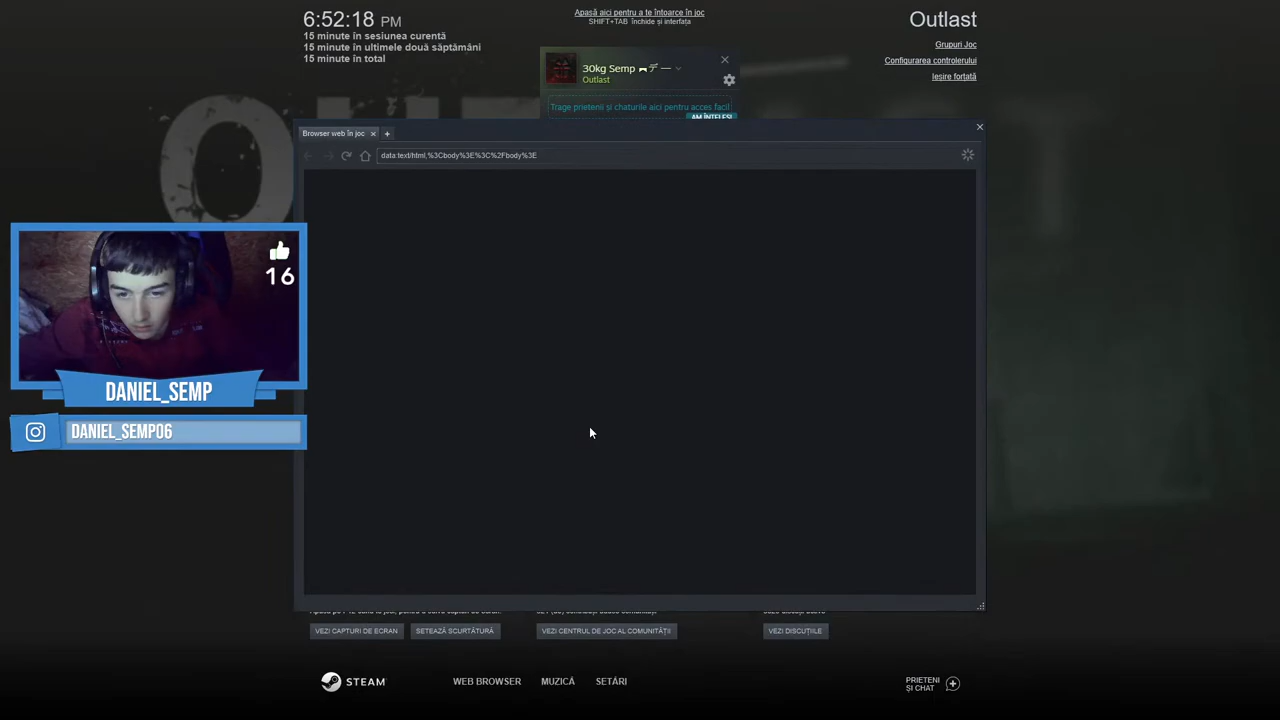 6:52:18 PM
15 minute în sesiunea curentă
15 minute în ultimele două săptămâni
15 minute în total
Apasă aici pentru a te întoarce în joc
SHIFT+TAB închide și interfața
Outlast
Grupuri Joc
Configurarea controlerului
Ieșire forțată
30kg Semp
Outlast
Trage prietenii și chaturile aici pentru acces facil
AM ÎNȚELES!
Browser web în joc
data:text/html,%3Cbody%3E%3C%2Fbody%3E
16
DANIEL_SEMP
DANIEL_SEMP06
VEZI CAPTURI DE ECRAN
SETEAZĂ SCURTĂTURĂ
VEZI CENTRUL DE JOC AL COMUNITĂȚII
VEZI DISCUȚIILE
STEAM
WEB BROWSER
MUZICĂ
SETĂRI
PRIETENI
ȘI CHAT